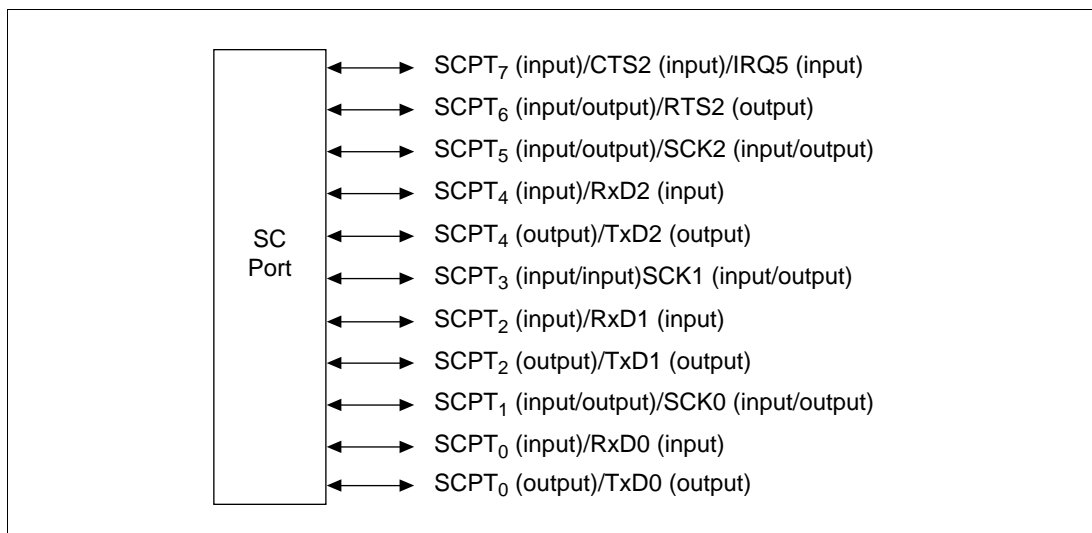 SC
Port
SCPT7 (input)/CTS2 (input)/IRQ5 (input)
SCPT6 (input/output)/RTS2 (output)
SCPT5 (input/output)/SCK2 (input/output)
SCPT4 (input)/RxD2 (input)
SCPT4 (output)/TxD2 (output)
SCPT3 (input/input)SCK1 (input/output)
SCPT2 (input)/RxD1 (input)
SCPT2 (output)/TxD1 (output)
SCPT1 (input/output)/SCK0 (input/output)
SCPT0 (input)/RxD0 (input)
SCPT0 (output)/TxD0 (output)